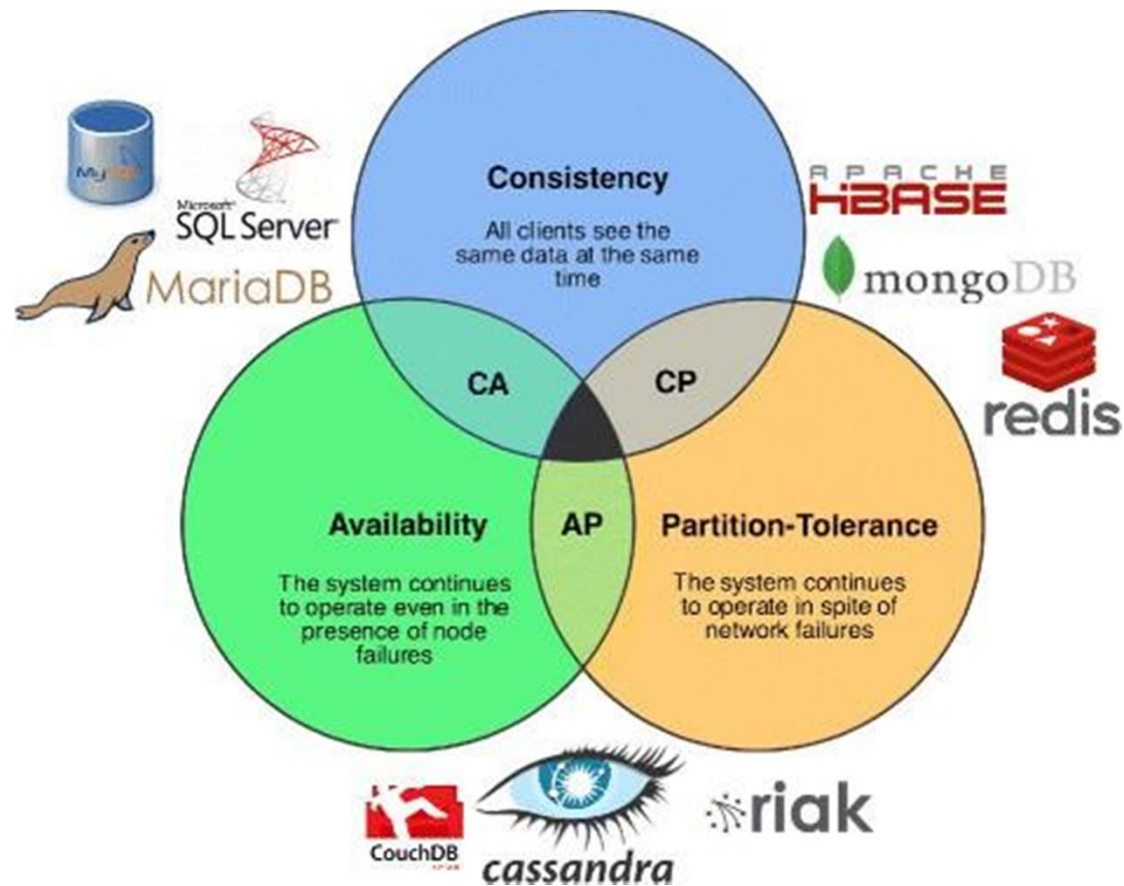 MySQL
Microsoft
SQL Server
MariaDB
Consistency
All clients see the
same data at the same
time
APACHE
HBASE
mongoDB
redis
CA
CP
AP
Availability
The system continues
to operate even in the
presence of node
failures
Partition-Tolerance
The system continues
to operate in spite of
network failures
CouchDB
cassandra
riak